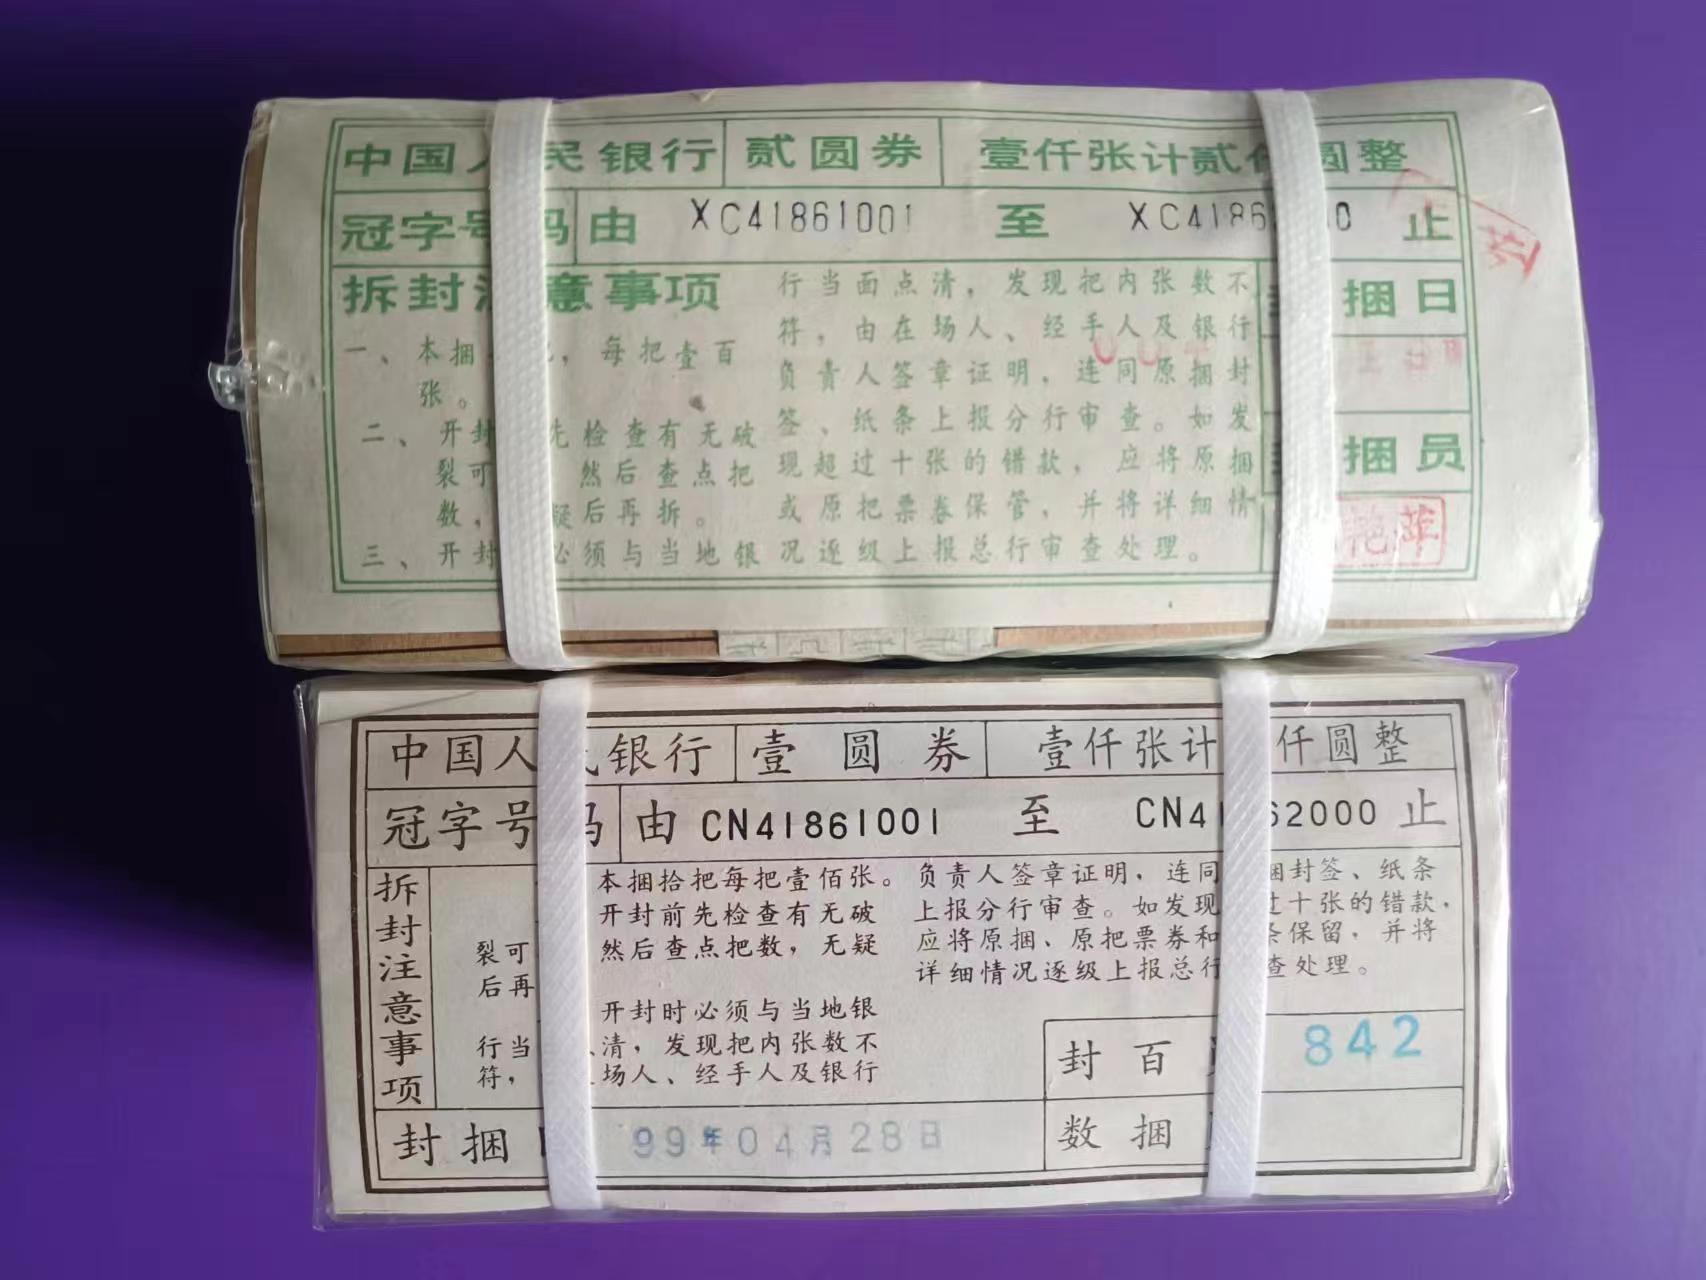 中国人民银行 贰圆券 壹仟张计贰仟圆整
冠字号码 由 XC41861001 至 XC4186 0 止
拆封注意事项
一、本捆 把，每把壹百
张。
二、开封 先检查有无破
裂可 然后查点把
数， 疑后再拆。
三、开封 必须与当地银
行当面点清，发现把内张数不
符，由在场人、经手人及银行
负责人签章证明，连同原捆封
签、纸条上报分行审查。如发
现超过十张的错款，应将原捆
或原把票券保管，并将详细情
况逐级上报总行审查处理。
捆日
捆员
艳萍
中国人民银行 壹圆券 壹仟张计 仟圆整
冠字号码 由 CN41861001 至 CN41 62000 止
拆封注意事项
本捆拾把每把壹佰张。
开封前先检查有无破
裂可 然后查点把数，无疑
后再
开封时必须与当地银
行当 清，发现把内张数不
符， 场人、经手人及银行
负责人签章证明，连同 捆封签、纸条
上报分行审查。如发现 过十张的错款，
应将原捆、原把票券和 条保留，并将
详细情况逐级上报总行 查处理。
封百 842
封捆 99年04月28日
数捆